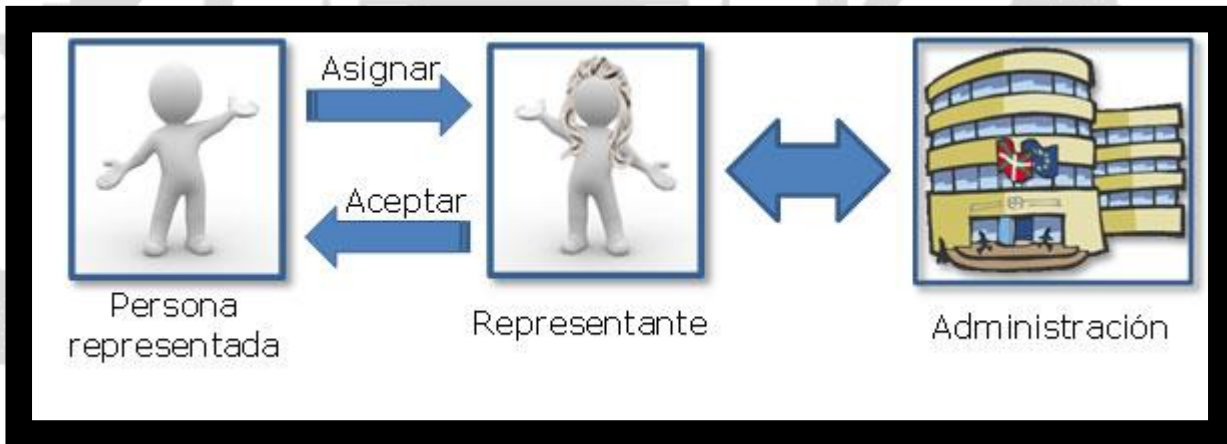 Asignar
Aceptar
Persona
representada
Representante
Administración